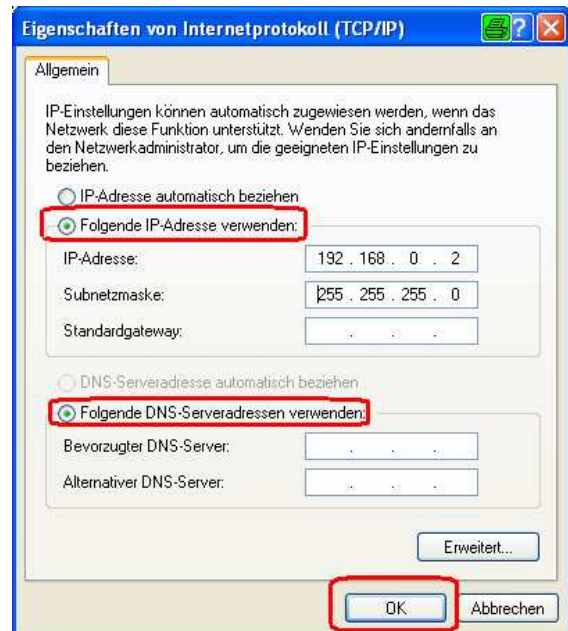 Eigenschaften von Internetprotokoll (TCP/IP)
Allgemein
IP-Einstellungen können automatisch zugewiesen werden, wenn das
Netzwerk diese Funktion unterstützt. Wenden Sie sich andernfalls an
den Netzwerkadministrator, um die geeigneten IP-Einstellungen zu
beziehen.
IP-Adresse automatisch beziehen
Folgende IP-Adresse verwenden:
IP-Adresse: 192 . 168 . 0 . 2
Subnetzmaske: 255 . 255 . 255 . 0
Standardgateway: . . .
DNS-Serveradresse automatisch beziehen
Folgende DNS-Serveradressen verwenden:
Bevorzugter DNS-Server: . . .
Alternativer DNS-Server: . . .
Erweitert...
OK Abbrechen